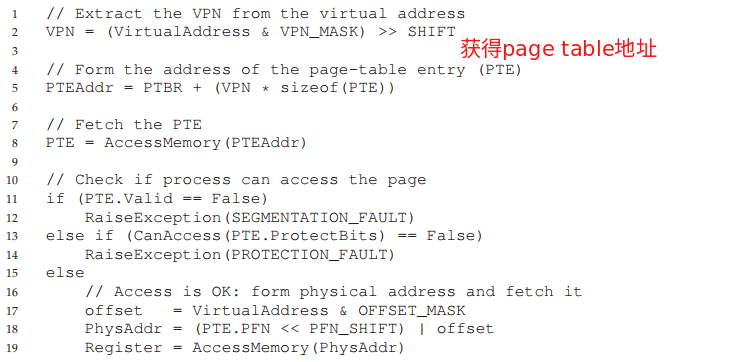 1 // Extract the VPN from the virtual address
2 VPN = (VirtualAddress & VPN_MASK) >> SHIFT
获得page table地址
3
4 // Form the address of the page-table entry (PTE)
5 PTEAddr = PTBR + (VPN * sizeof(PTE))
6
7 // Fetch the PTE
8 PTE = AccessMemory(PTEAddr)
9
10 // Check if process can access the page
11 if (PTE.Valid == False)
12 RaiseException(SEGMENTATION_FAULT)
13 else if (CanAccess(PTE.ProtectBits) == False)
14 RaiseException(PROTECTION_FAULT)
15 else
16 // Access is OK: form physical address and fetch it
17 offset = VirtualAddress & OFFSET_MASK
18 PhysAddr = (PTE.PFN << PFN_SHIFT) | offset
19 Register = AccessMemory(PhysAddr)